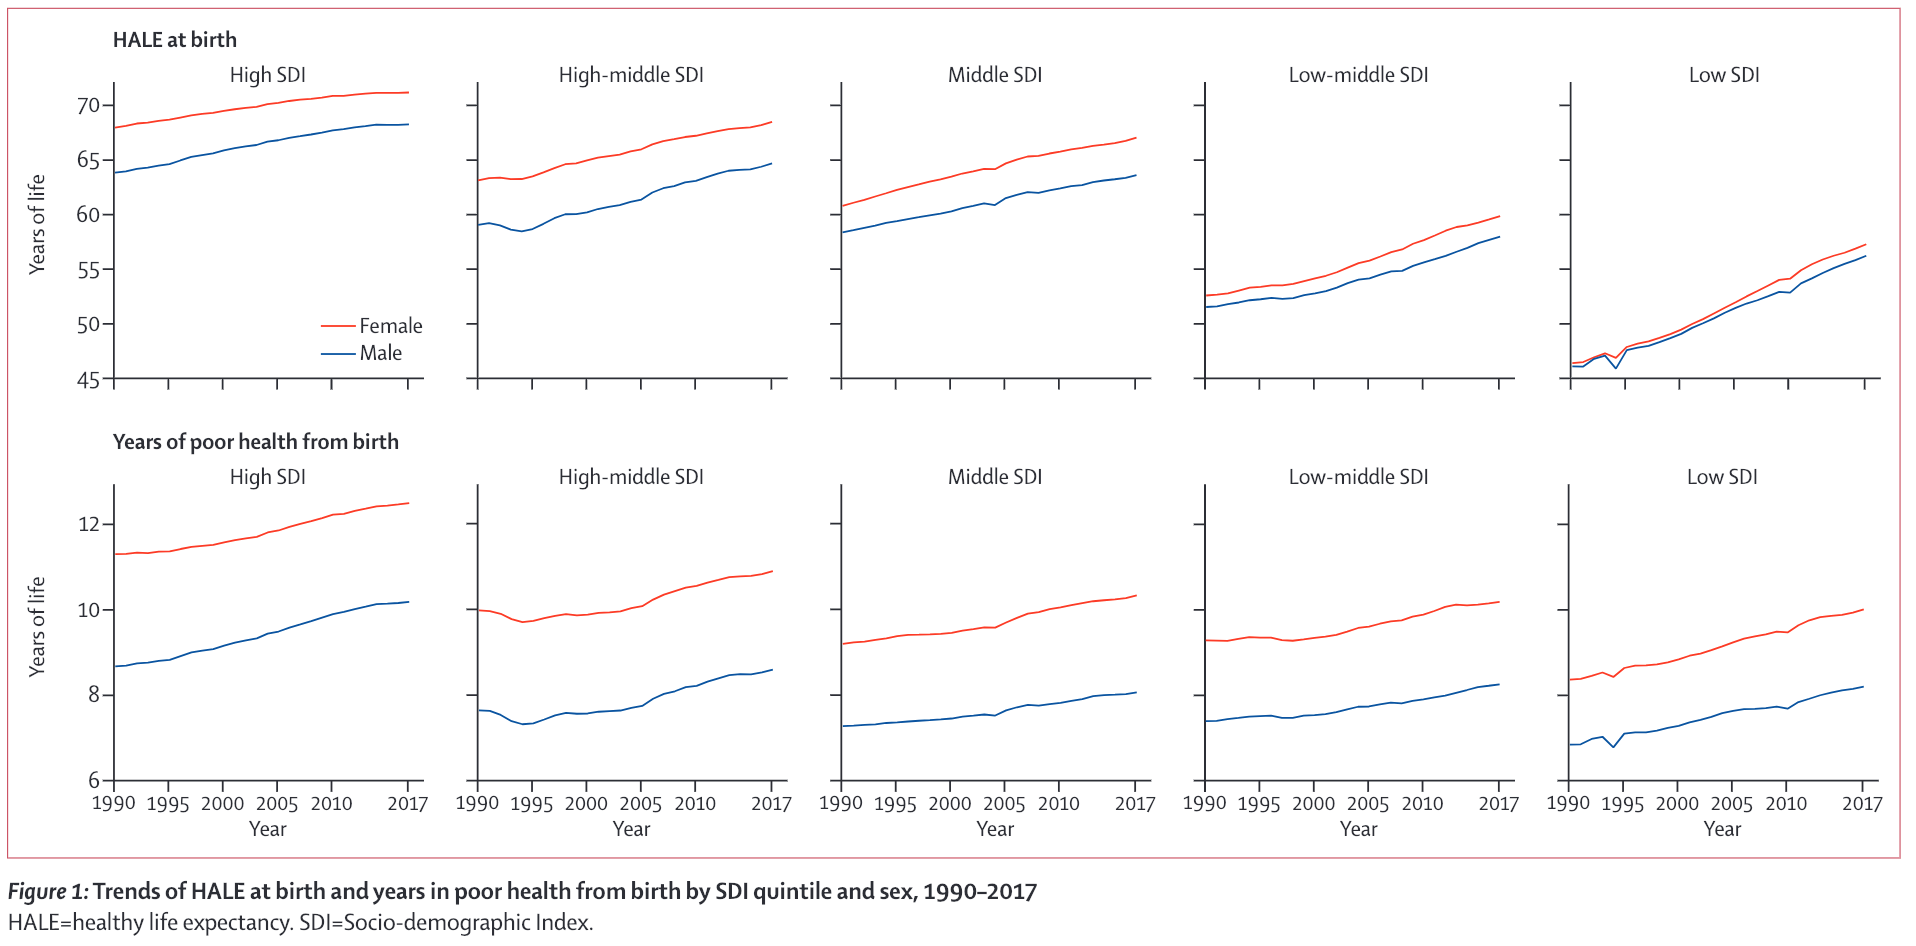 HALE at birth
High SDI
High-middle SDI
Middle SDI
Low-middle SDI
Low SDI
Years of life
70
65
60
55
50
45
Female
Male
Years of poor health from birth
High SDI
High-middle SDI
Middle SDI
Low-middle SDI
Low SDI
Years of life
12
10
8
6
1990 1995 2000 2005 2010 2017
1990 1995 2000 2005 2010 2017
1990 1995 2000 2005 2010 2017
1990 1995 2000 2005 2010 2017
1990 1995 2000 2005 2010 2017
Year
Year
Year
Year
Year
Figure 1: Trends of HALE at birth and years in poor health from birth by SDI quintile and sex, 1990–2017
HALE=healthy life expectancy. SDI=Socio-demographic Index.